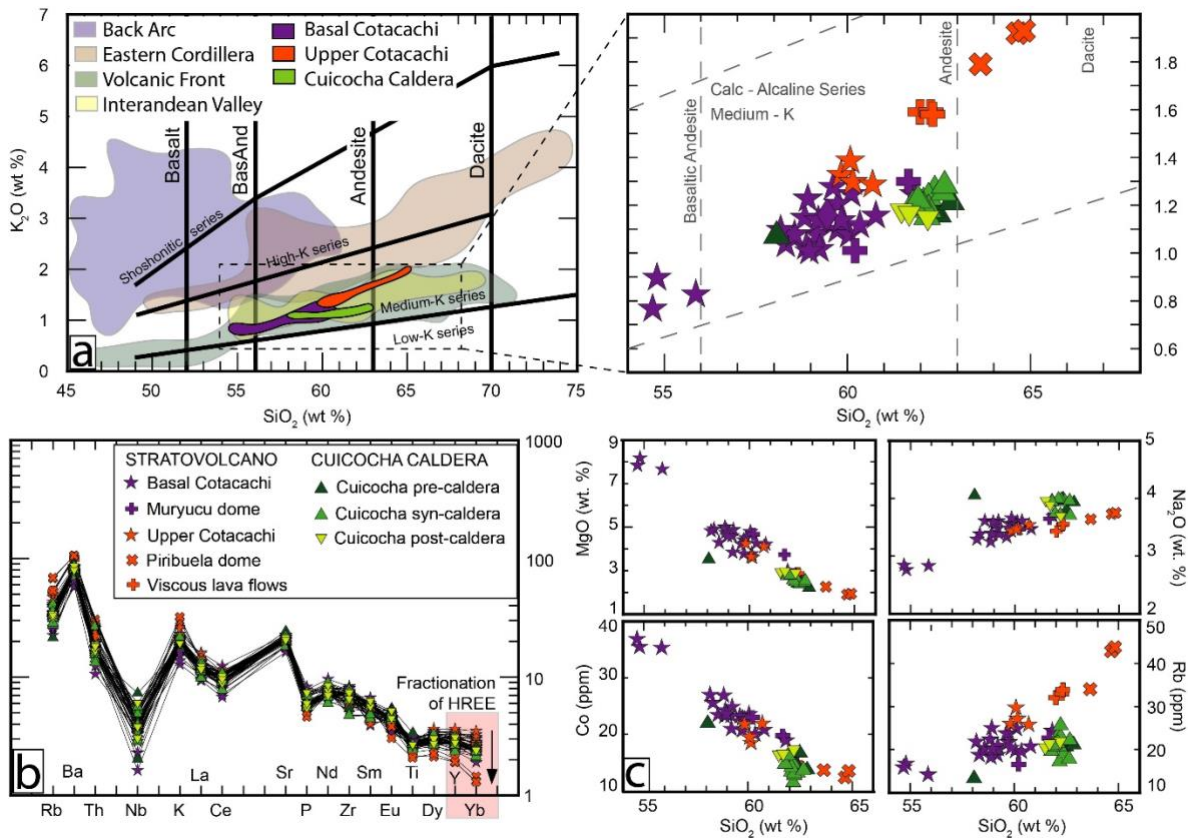 a
K₂O (wt %)
7
6
5
4
3
2
1
0
45
50
55
60
65
70
75
SiO₂ (wt %)
Back Arc
Eastern Cordillera
Volcanic Front
Interandean Valley
Basal Cotacachi
Upper Cotacachi
Cuicocha Caldera
Basalt
BasAnd
Andesite
Dacite
Shoshonitic series
High-K series
Medium-K series
Low-K series
Calc - Alcaline Series
Medium - K
Basaltic Andesite
Andesite
Dacite
1.8
1.6
1.4
1.2
1.0
0.8
0.6
55
60
65
SiO₂ (wt %)
b
STRATOVOLCANO
Basal Cotacachi
Muryucu dome
Upper Cotacachi
Piribuela dome
Viscous lava flows
CUICOCHA CALDERA
Cuicocha pre-caldera
Cuicocha syn-caldera
Cuicocha post-caldera
1000
100
10
1
Fractionation
of HREE
Ba
La
Sr
Nd
Sm
Ti
Y
Rb
Th
Nb
K
Ce
P
Zr
Eu
Dy
Yb
c
MgO (wt. %)
9
7
5
3
1
Na₂O (wt. %)
5
4
3
2
Co (ppm)
40
30
20
10
Rb (ppm)
50
40
30
20
10
55
60
65
SiO₂ (wt %)
55
60
65